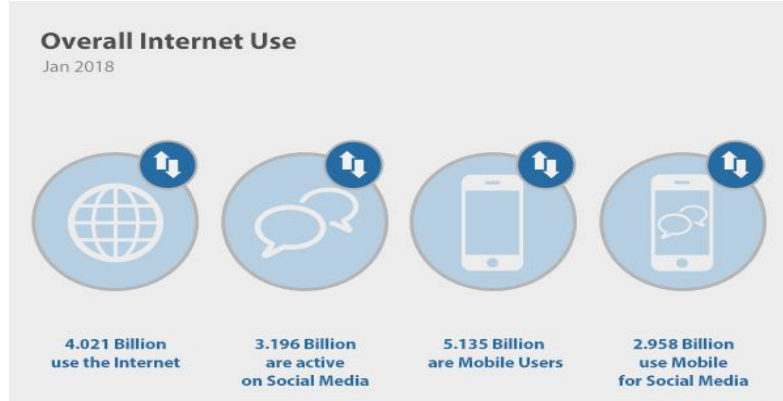 Overall Internet Use
Jan 2018
4.021 Billion
use the Internet
3.196 Billion
are active
on Social Media
5.135 Billion
are Mobile Users
2.958 Billion
use Mobile
for Social Media